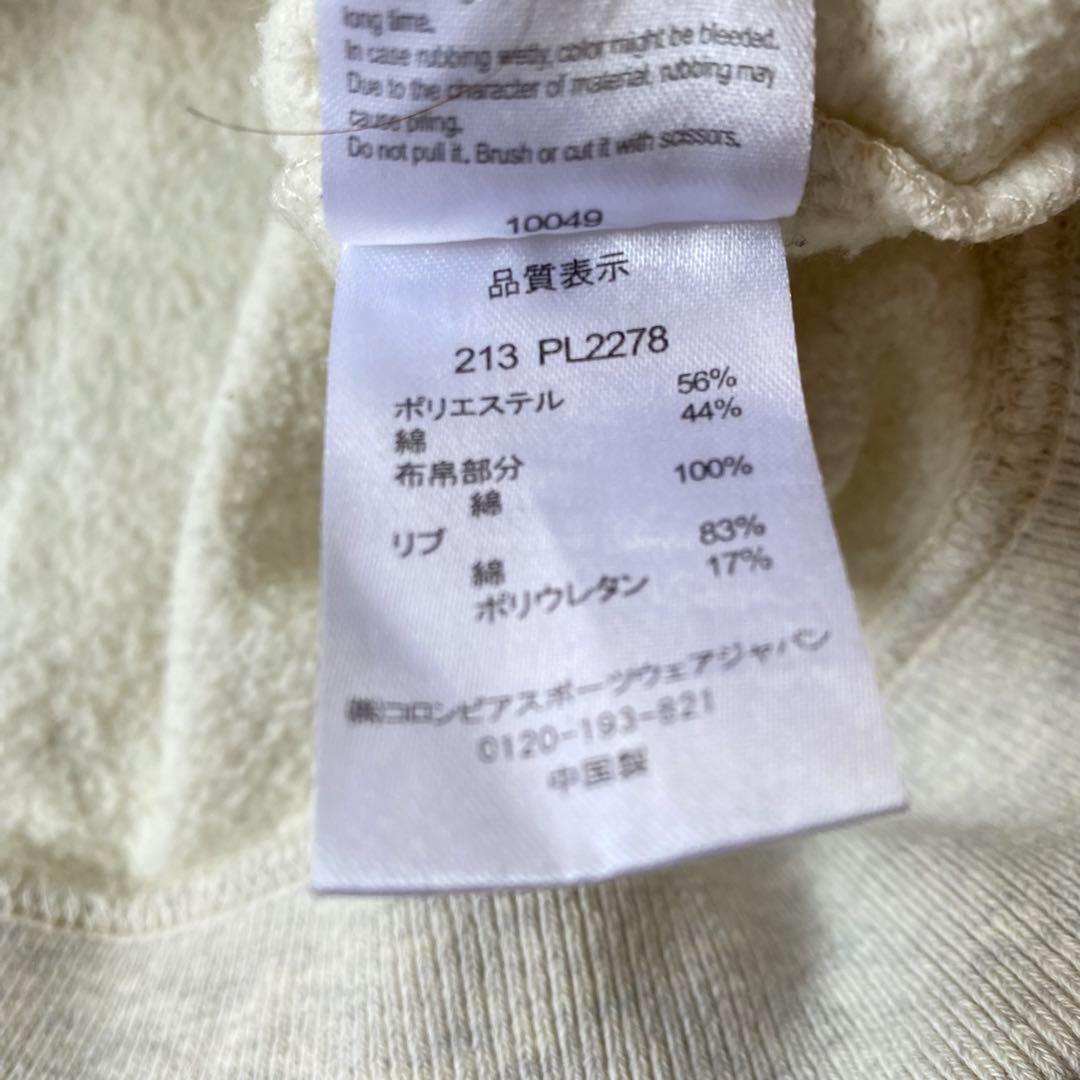 long time.
In case rubbing westly, color might be bleeded.
Due to the character of material, rubbing may
cause piling.
Do not pull it. Brush or cut it with scissors.
10049
品質表示
213 PL2278
ポリエステル 56%
綿 44%
布帛部分
綿 100%
リブ
綿 83%
ポリウレタン 17%
㈱コロンビアスポーツウェアジャパン
0120-193-821
中国製